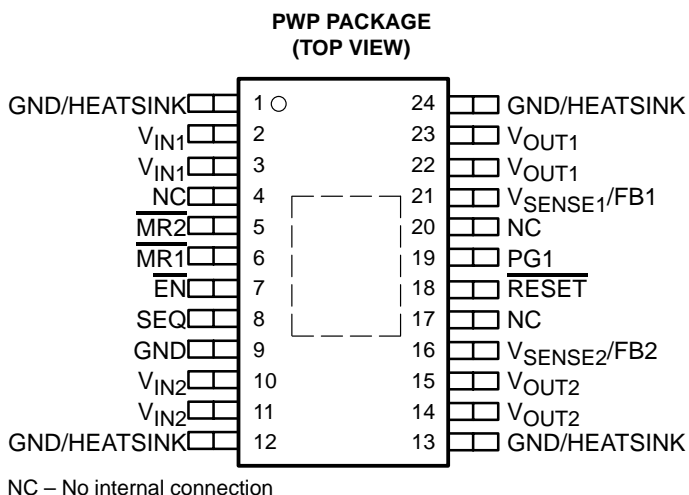 PWP PACKAGE
(TOP VIEW)
GND/HEATSINK 1 24 GND/HEATSINK
VIN1 2 23 VOUT1
VIN1 3 22 VOUT1
NC 4 21 VSENSE1/FB1
MR2 5 20 NC
MR1 6 19 PG1
EN 7 18 RESET
SEQ 8 17 NC
GND 9 16 VSENSE2/FB2
VIN2 10 15 VOUT2
VIN2 11 14 VOUT2
GND/HEATSINK 12 13 GND/HEATSINK
NC – No internal connection